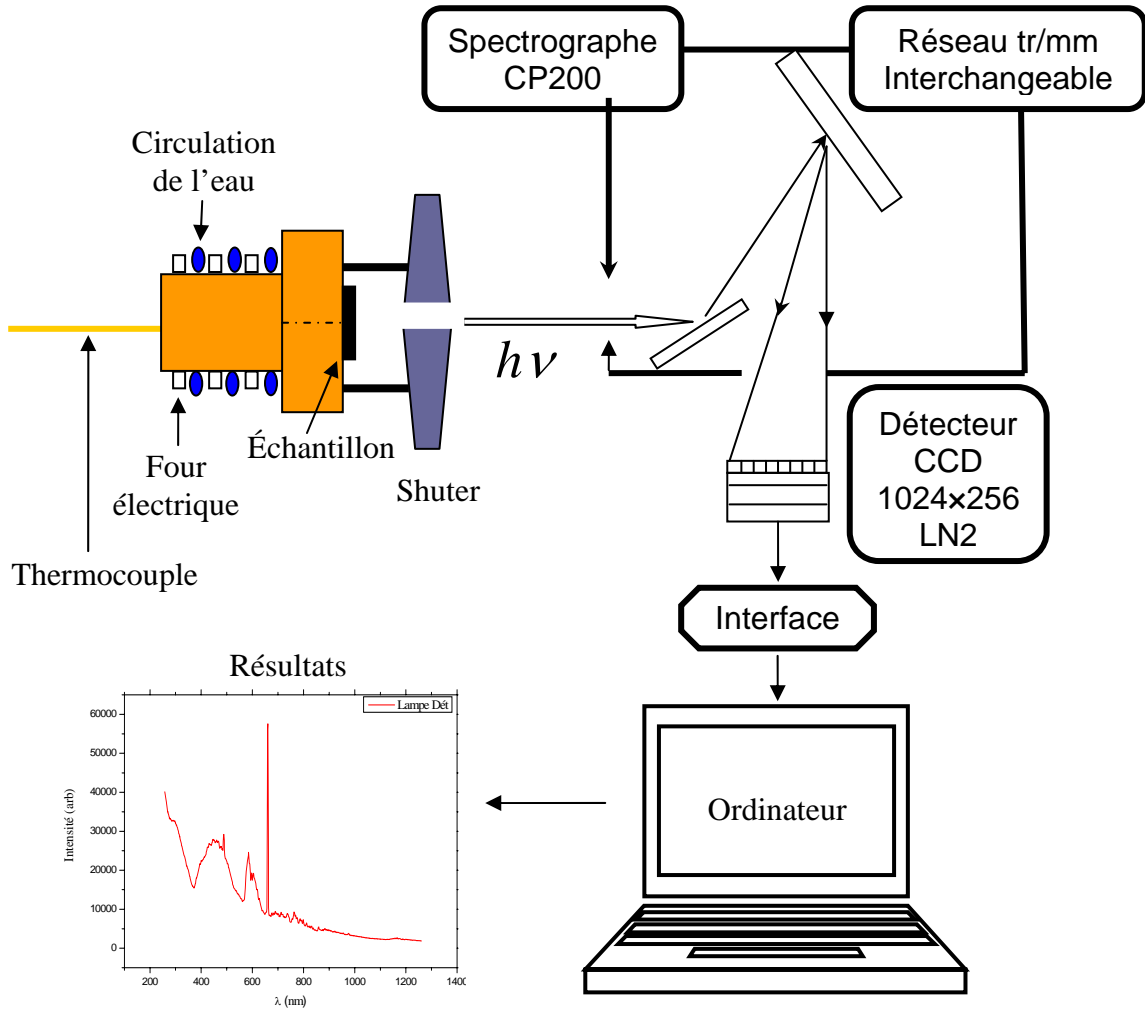 Spectrographe
CP200
Réseau tr/mm
Interchangeable
Circulation
de l’eau
hν
Échantillon
Four
électrique
Shuter
Détecteur
CCD
1024×256
LN2
Thermocouple
Interface
Résultats
Lampe Dét
60000
50000
40000
30000
20000
10000
0
Intensité (arb)
200 400 600 800 1000 1200 1400
λ (nm)
Ordinateur